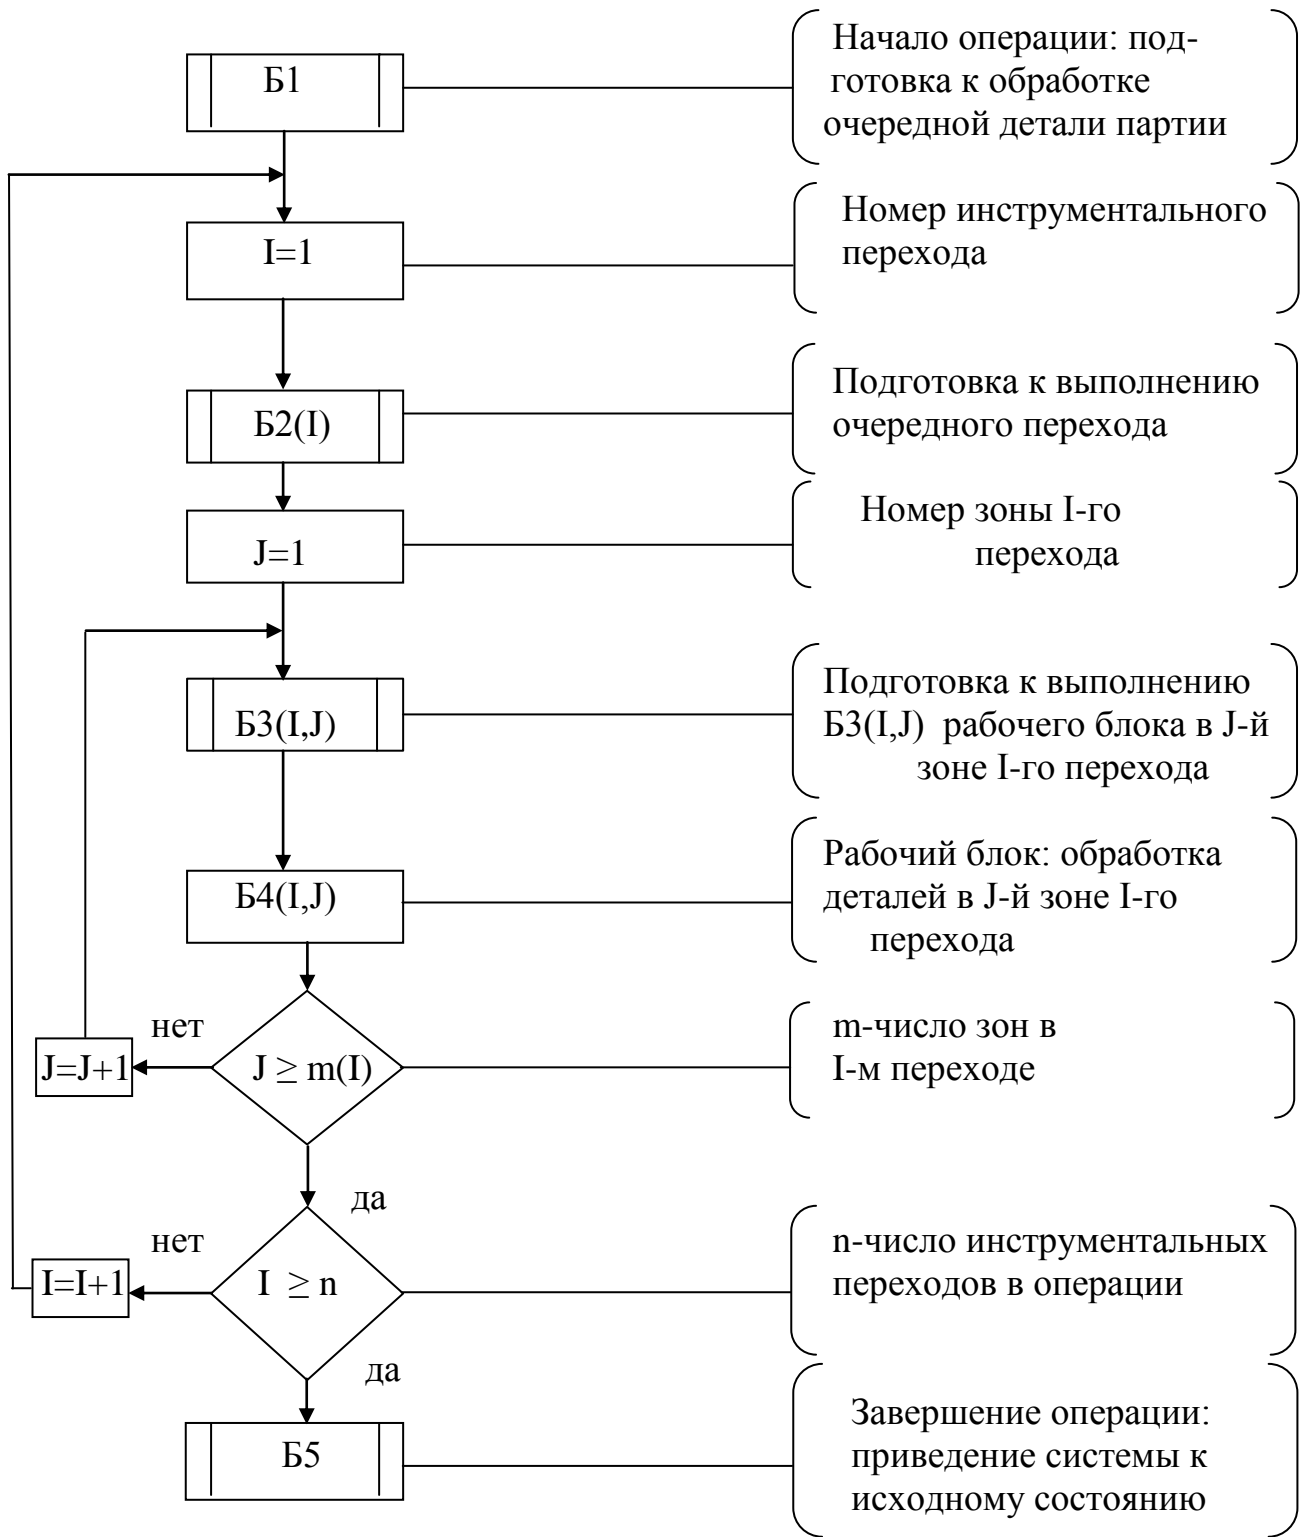 Б1
Начало операции: под-
готовка к обработке
очередной детали партии
I=1
Номер инструментального
перехода
Б2(I)
Подготовка к выполнению
очередного перехода
J=1
Номер зоны I-го
перехода
Б3(I,J)
Подготовка к выполнению
Б3(I,J) рабочего блока в J-й
зоне I-го перехода
Б4(I,J)
Рабочий блок: обработка
деталей в J-й зоне I-го
перехода
нет
J=J+1
J ≥ m(I)
m-число зон в
I-м переходе
да
нет
I=I+1
I ≥ n
n-число инструментальных
переходов в операции
да
Б5
Завершение операции:
приведение системы к
исходному состоянию